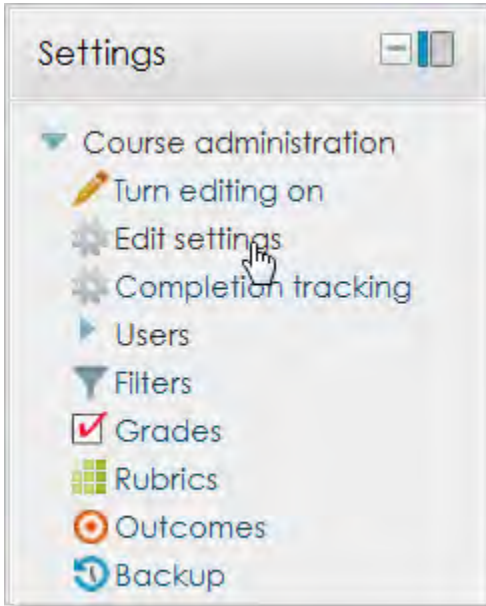 Settings
Course administration
Turn editing on
Edit settings
Completion tracking
Users
Filters
Grades
Rubrics
Outcomes
Backup